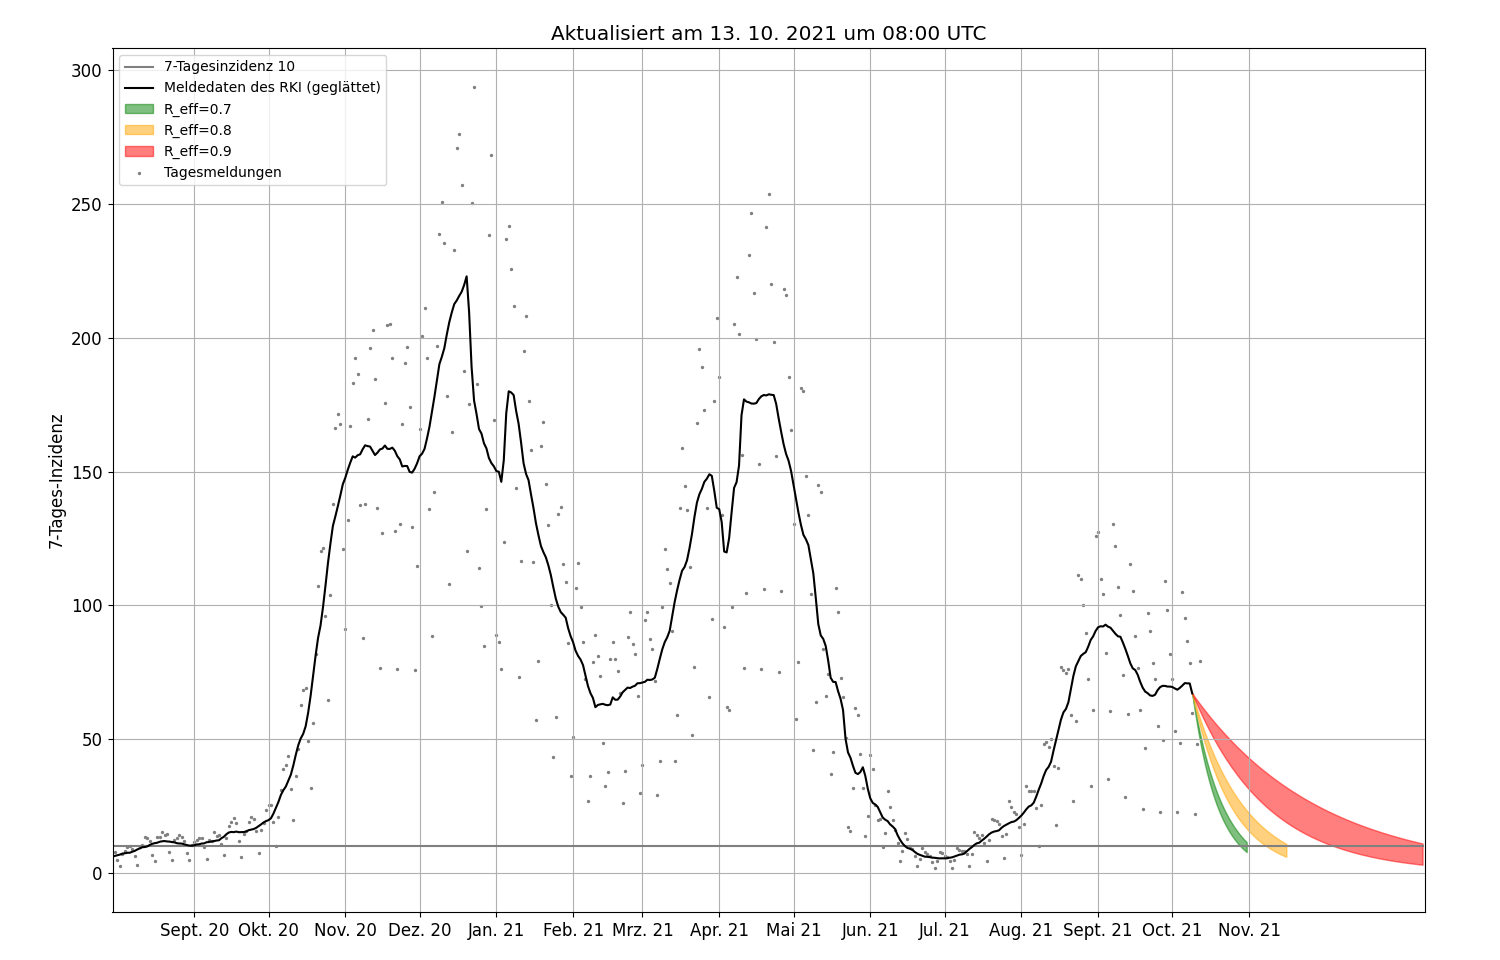 Aktualisiert am 13. 10. 2021 um 08:00 UTC
7-Tagesinzidenz 10
Meldedaten des RKI (geglättet)
R_eff=0.7
R_eff=0.8
R_eff=0.9
Tagesmeldungen
7-Tages-Inzidenz
300
250
200
150
100
50
0
Sept. 20 Okt. 20 Nov. 20 Dez. 20 Jan. 21 Feb. 21 Mrz. 21 Apr. 21 Mai 21 Jun. 21 Jul. 21 Aug. 21 Sept. 21 Oct. 21 Nov. 21